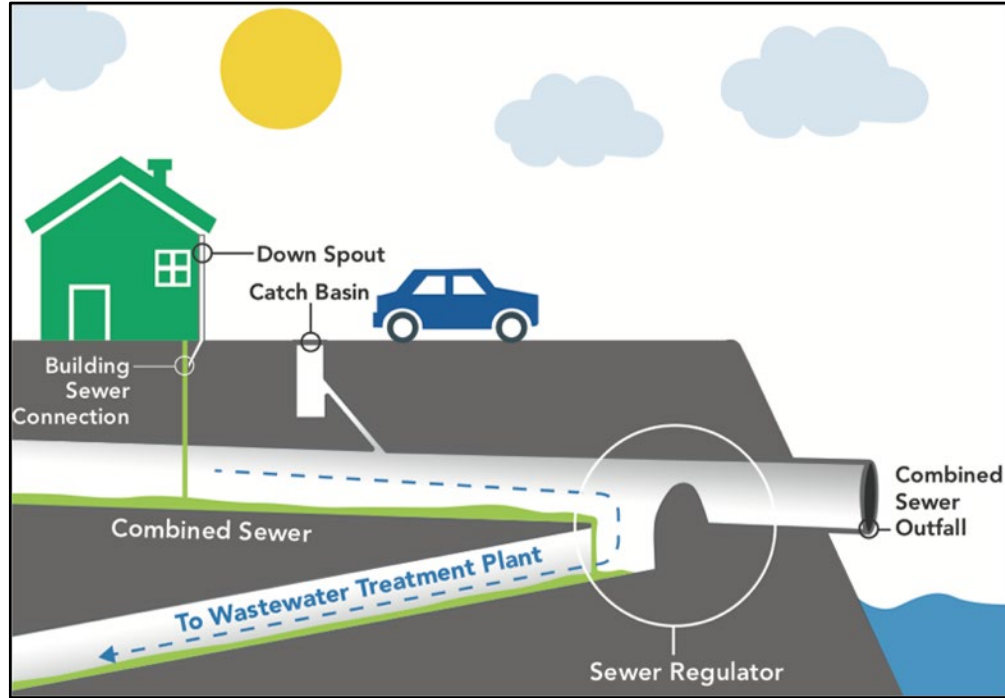 Down Spout
Catch Basin
Building
Sewer
Connection
Combined Sewer
Combined
Sewer
Outfall
To Wastewater Treatment Plant
Sewer Regulator